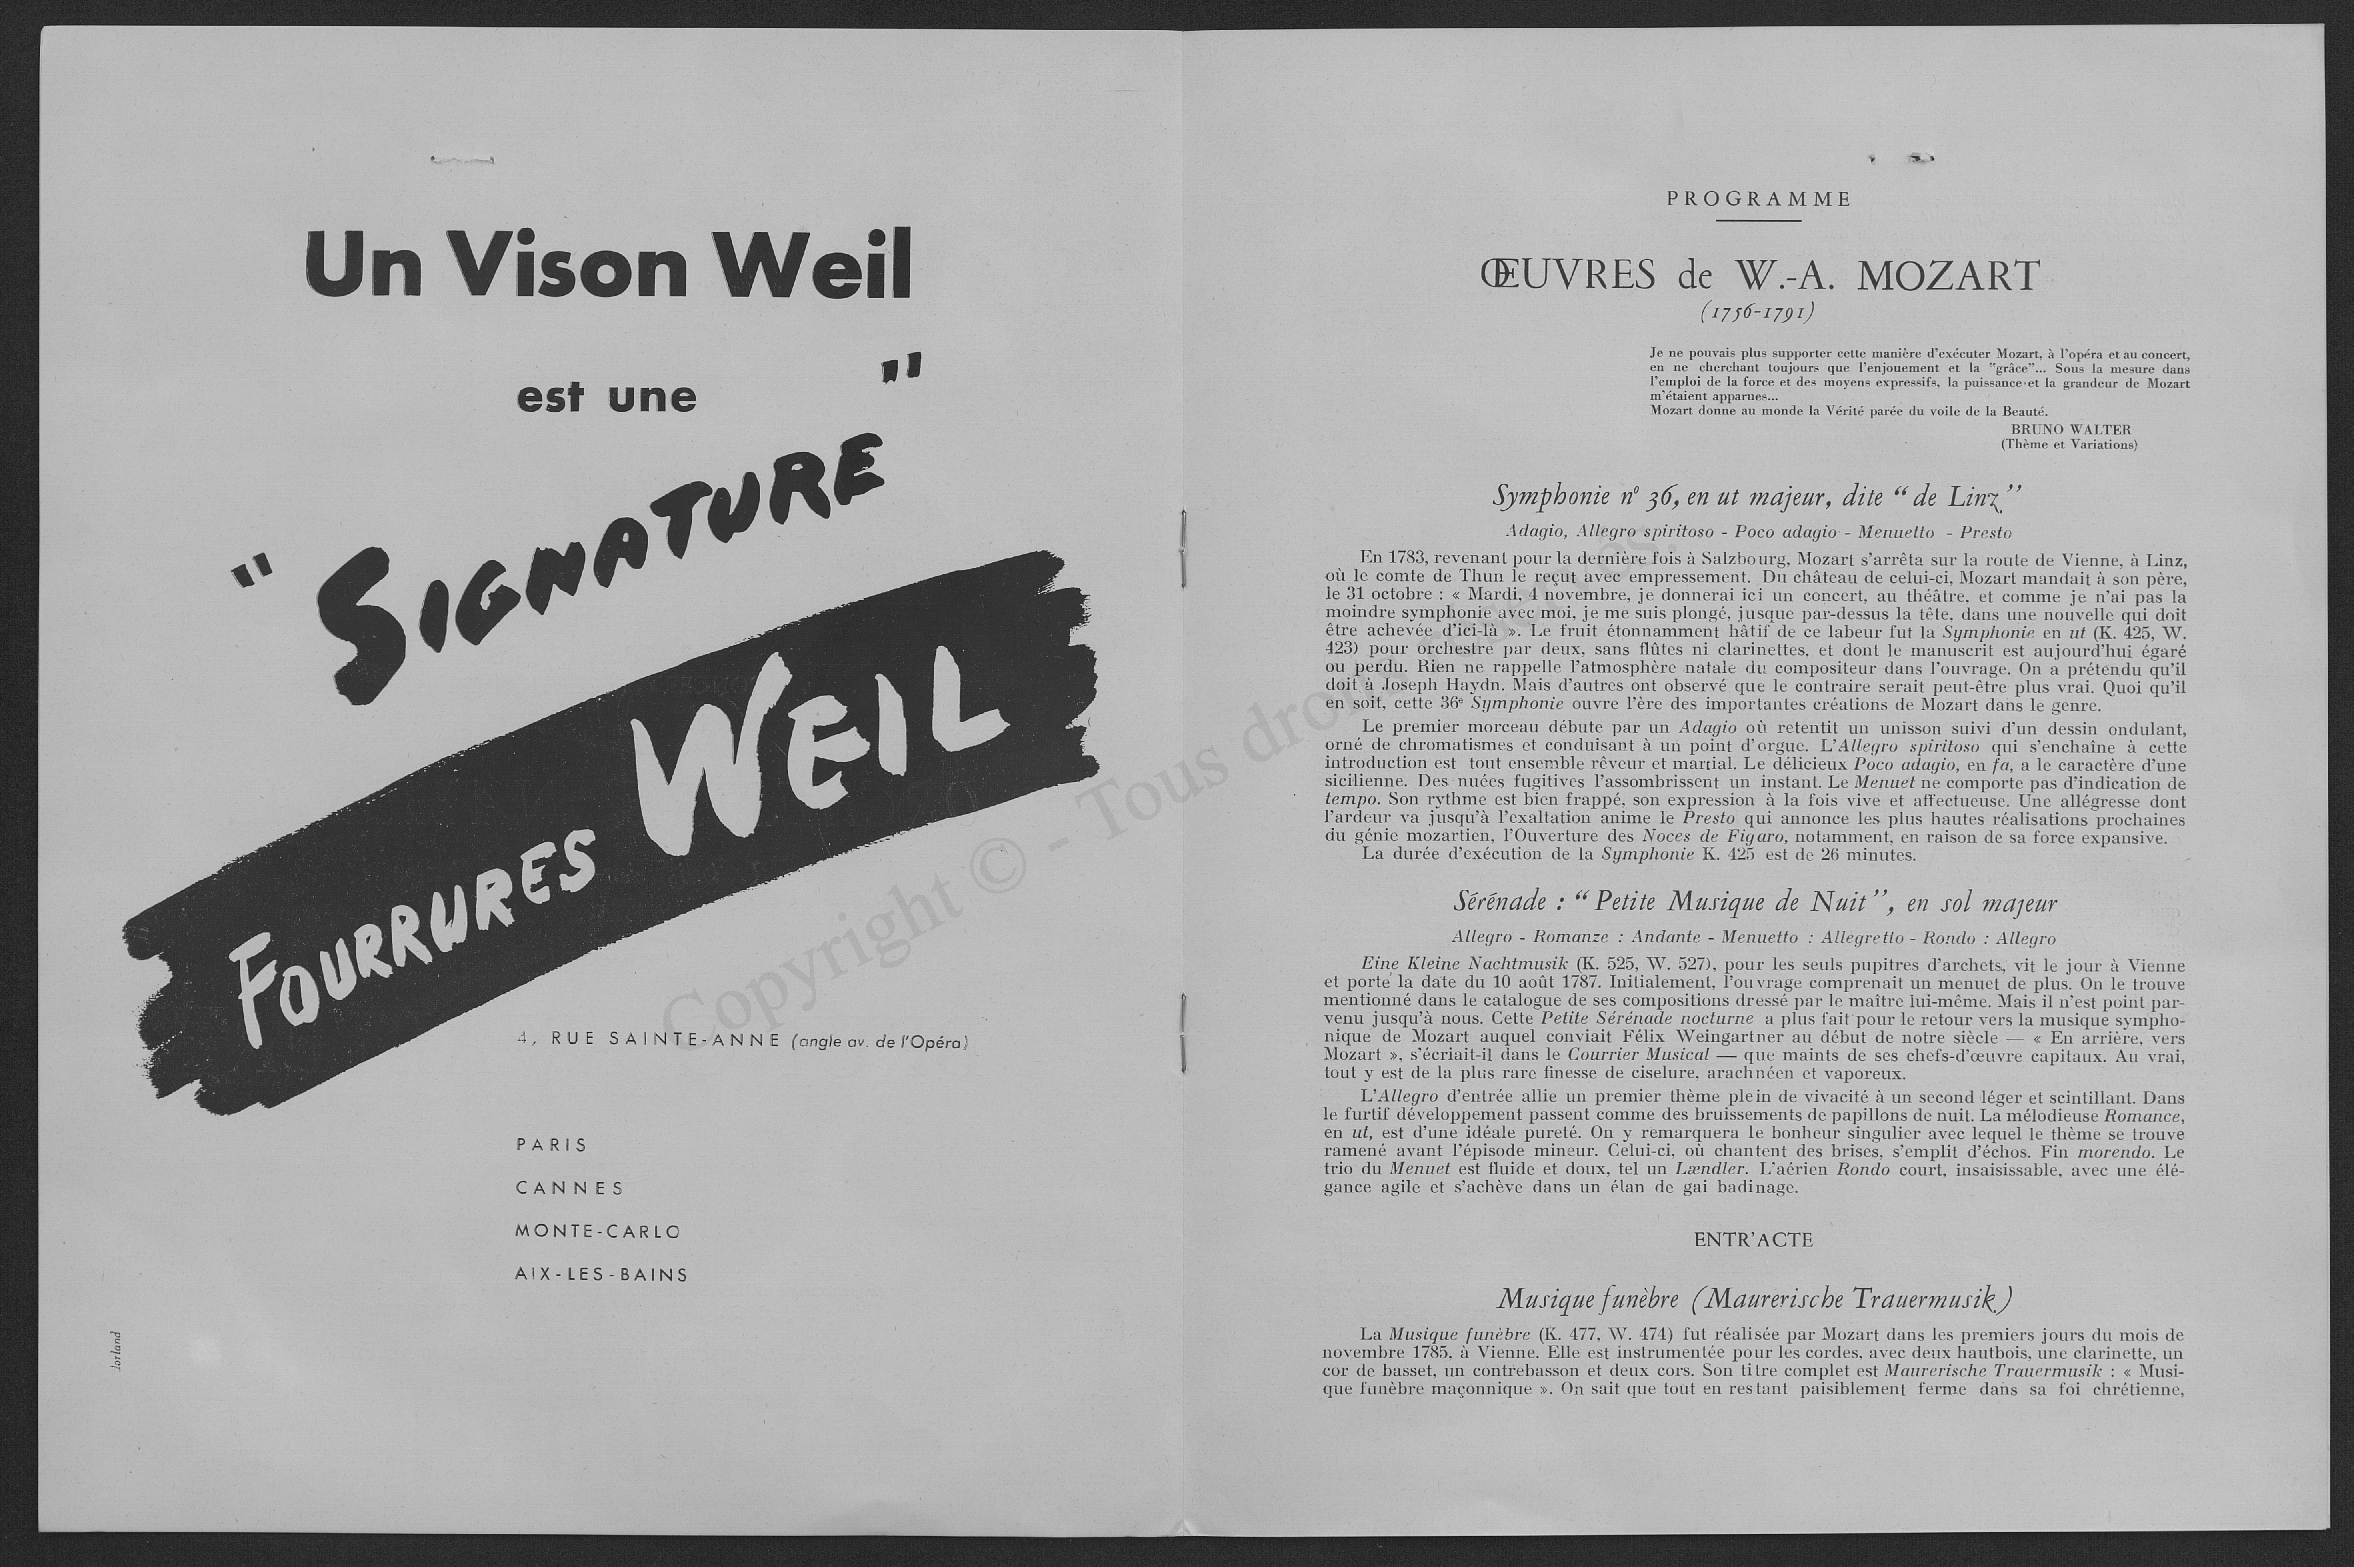 Un Vison Weil
est une
" SIGNATURE "
FOURRURES WEIL
4, RUE SAINTE-ANNE (angle av. de l'Opéra)
PARIS
CANNES
MONTE-CARLO
AIX-LES-BAINS
Jorland
Copyright © - Tous droits réservés.
PROGRAMME
ŒUVRES de W.-A. MOZART
(1756-1791)
Je ne pouvais plus supporter cette manière d'exécuter Mozart, à l'opéra et au concert,
en ne cherchant toujours que l'enjouement et la "grâce"... Sous la mesure dans
l'emploi de la force et des moyens expressifs, la puissance et la grandeur de Mozart
m'étaient apparues...
Mozart donne au monde la Vérité parée du voile de la Beauté.
BRUNO WALTER
(Thème et Variations)
Symphonie nº 36, en ut majeur, dite " de Linz "
Adagio, Allegro spiritoso - Poco adagio - Menuetto - Presto
En 1783, revenant pour la dernière fois à Salzbourg, Mozart s'arrêta sur la route de Vienne, à Linz,
où le comte de Thun le reçut avec empressement. Du château de celui-ci, Mozart mandait à son père,
le 31 octobre : « Mardi, 4 novembre, je donnerai ici un concert, au théâtre, et comme je n'ai pas la
moindre symphonie avec moi, je me suis plongé, jusque par-dessus la tête, dans une nouvelle qui doit
être achevée d'ici-là ». Le fruit étonnamment hâtif de ce labeur fut la Symphonie en ut (K. 425, W.
423) pour orchestre par deux, sans flûtes ni clarinettes, et dont le manuscrit est aujourd'hui égaré
ou perdu. Rien ne rappelle l'atmosphère natale du compositeur dans l'ouvrage. On a prétendu qu'il
doit à Joseph Haydn. Mais d'autres ont observé que le contraire serait peut-être plus vrai. Quoi qu'il
en soit, cette 36e Symphonie ouvre l'ère des importantes créations de Mozart dans le genre.
Le premier morceau débute par un Adagio où retentit un unisson suivi d'un dessin ondulant,
orné de chromatismes et conduisant à un point d'orgue. L'Allegro spiritoso qui s'enchaîne à cette
introduction est tout ensemble rêveur et martial. Le délicieux Poco adagio, en fa, a le caractère d'une
sicilienne. Des nuées fugitives l'assombrissent un instant. Le Menuet ne comporte pas d'indication de
tempo. Son rythme est bien frappé, son expression à la fois vive et affectueuse. Une allégresse dont
l'ardeur va jusqu'à l'exaltation anime le Presto qui annonce les plus hautes réalisations prochaines
du génie mozartien, l'Ouverture des Noces de Figaro, notamment, en raison de sa force expansive.
La durée d'exécution de la Symphonie K. 425 est de 26 minutes.
Sérénade : " Petite Musique de Nuit ", en sol majeur
Allegro - Romanze : Andante - Menuetto : Allegretto - Rondo : Allegro
Eine Kleine Nachtmusik (K. 525, W. 527), pour les seuls pupitres d'archets, vit le jour à Vienne
et porte la date du 10 août 1787. Initialement, l'ouvrage comprenait un menuet de plus. On le trouve
mentionné dans le catalogue de ses compositions dressé par le maître lui-même. Mais il n'est point par-
venu jusqu'à nous. Cette Petite Sérénade nocturne a plus fait pour le retour vers la musique sympho-
nique de Mozart auquel conviait Félix Weingartner au début de notre siècle — « En arrière, vers
Mozart », s'écriait-il dans le Courrier Musical — que maints de ses chefs-d'œuvre capitaux. Au vrai,
tout y est de la plus rare finesse de ciselure, arachnéen et vaporeux.
L'Allegro d'entrée allie un premier thème plein de vivacité à un second léger et scintillant. Dans
le furtif développement passent comme des bruissements de papillons de nuit. La mélodieuse Romance,
en ut, est d'une idéale pureté. On y remarquera le bonheur singulier avec lequel le thème se trouve
ramené avant l'épisode mineur. Celui-ci, où chantent des brises, s'emplit d'échos. Fin morendo. Le
trio du Menuet est fluide et doux, tel un Lændler. L'aérien Rondo court, insaisissable, avec une élé-
gance agile et s'achève dans un élan de gai badinage.
ENTR'ACTE
Musique funèbre (Maurerische Trauermusik)
La Musique funèbre (K. 477, W. 474) fut réalisée par Mozart dans les premiers jours du mois de
novembre 1785, à Vienne. Elle est instrumentée pour les cordes, avec deux hautbois, une clarinette, un
cor de basset, un contrebasson et deux cors. Son titre complet est Maurerische Trauermusik : « Musi-
que funèbre maçonnique ». On sait que tout en restant paisiblement ferme dans sa foi chrétienne,